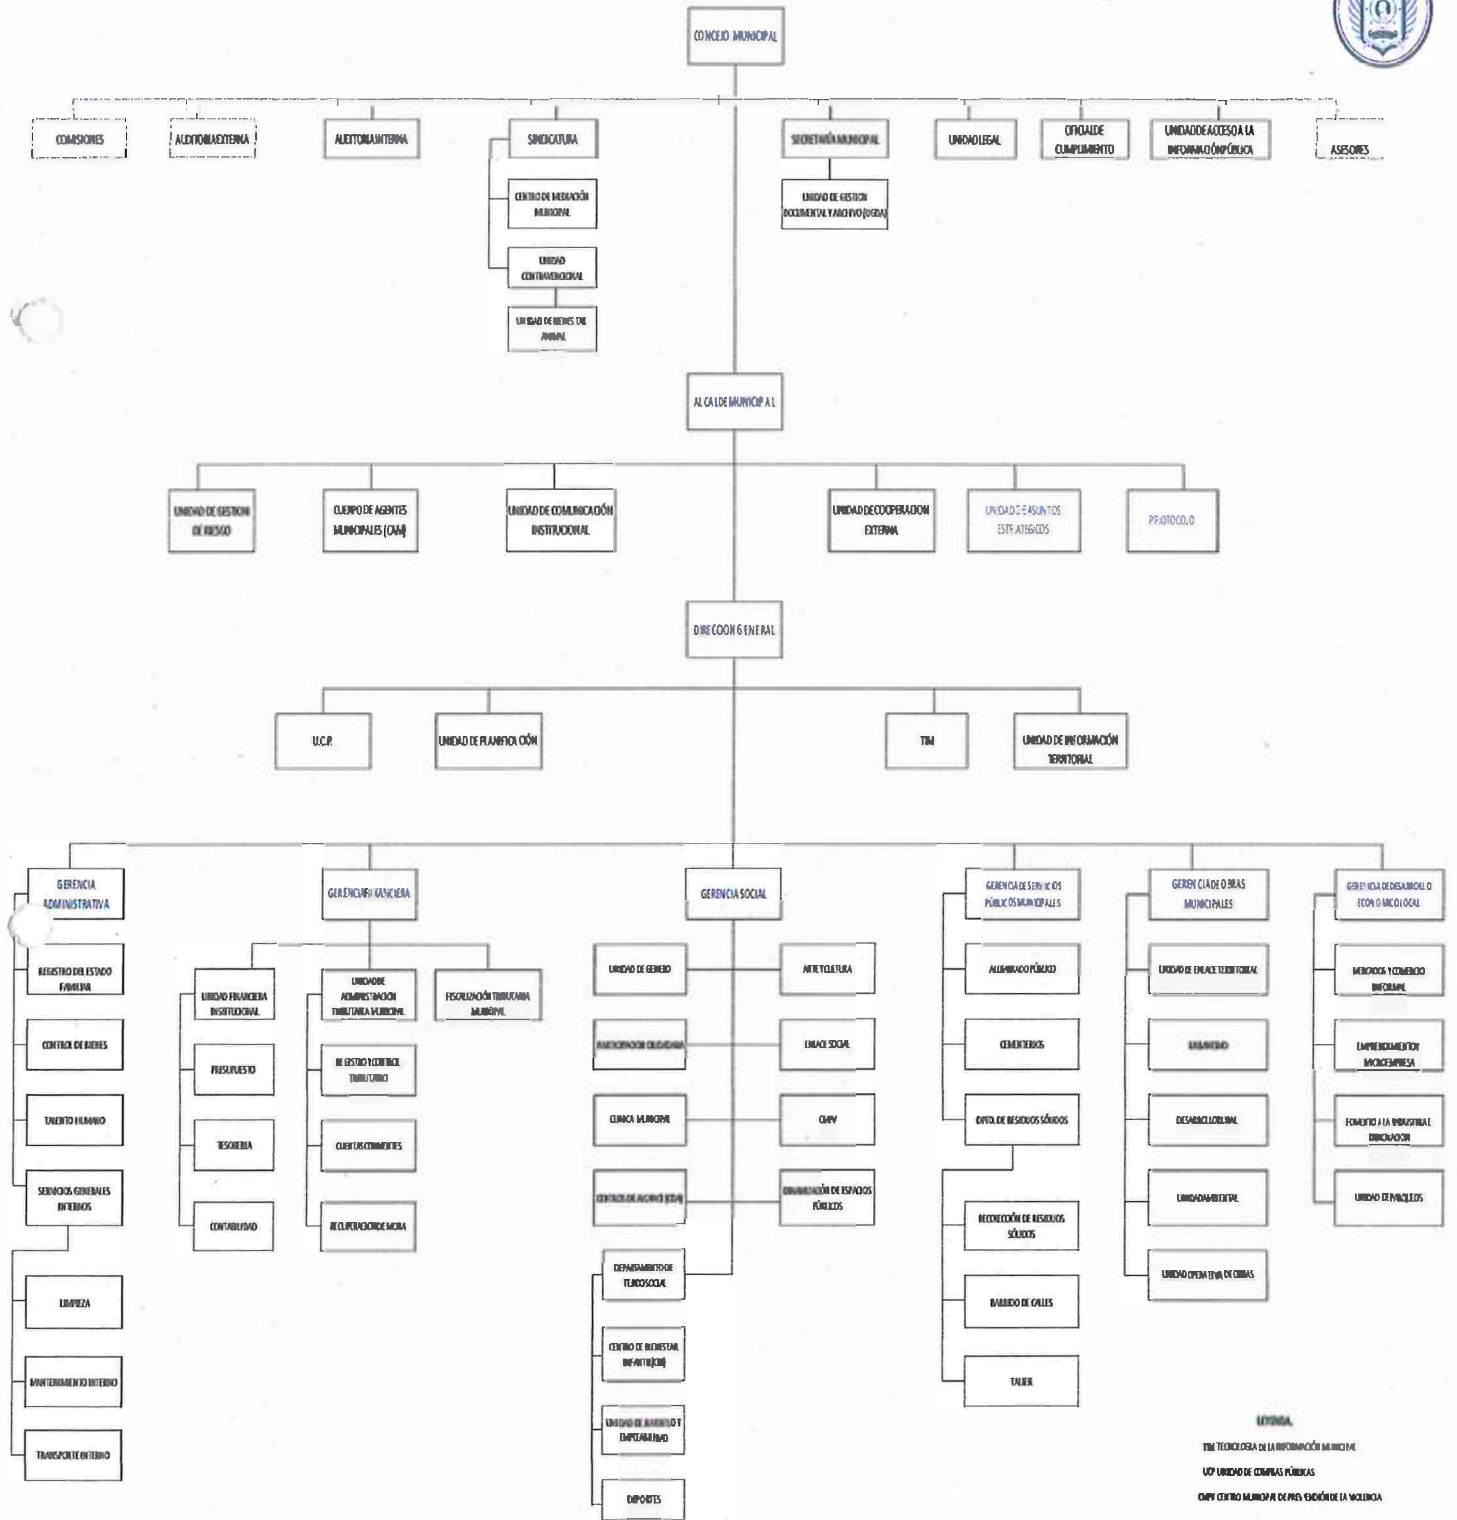 CONCEJO MUNICIPAL
COMISIONES
AUDITORIA EXTERNA
AUDITORIA INTERNA
SINDICATURA
SECRETARÍA MUNICIPAL
UNIDAD LEGAL
OFICIAL DE
CUMPLIMIENTO
UNIDAD DE ACCESO A LA
INFORMACIÓN PÚBLICA
ASESORES
CENTRO DE MEDIACIÓN
MUNICIPAL
UNIDAD DE GESTION
DOCUMENTAL Y ARCHIVO (UGDA)
UNIDAD
CONTRAVENCIONAL
UNIDAD DE BIENESTAR
ANIMAL
ALCALDE MUNICIPAL
UNIDAD DE GESTION
DE RIESGO
CUERPO DE AGENTES
MUNICIPALES (CAM)
UNIDAD DE COMUNICACIÓN
INSTITUCIONAL
UNIDAD DE COOPERACION
EXTERNA
UNIDAD DE ASUNTOS
ESTRATEGICOS
PROTOCOLO
DIRECCION GENERAL
U.C.P.
UNIDAD DE PLANIFICACIÓN
TIM
UNIDAD DE INFORMACIÓN
TERRITORIAL
GERENCIA
ADMINISTRATIVA
GERENCIA FINANCIERA
GERENCIA SOCIAL
GERENCIA DE SERVICIOS
PÚBLICOS MUNICIPALES
GERENCIA DE OBRAS
MUNICIPALES
GERENCIA DE DESARROLLO
ECONOMICO LOCAL
REGISTRO DEL ESTADO
FAMILIAR
CONTROL DE BIENES
TALENTO HUMANO
SERVICIOS GENERALES
INTERNOS
LIMPIEZA
MANTENIMIENTO INTERNO
TRANSPORTE INTERNO
UNIDAD FINANCIERA
INSTITUCIONAL
PRESUPUESTO
TESORERIA
CONTABILIDAD
UNIDAD DE
ADMINISTRACIÓN
TRIBUTARIA MUNICIPAL
REGISTRO Y CONTROL
TRIBUTARIO
CUENTAS CORRIENTES
RECUPERACION DE MORA
FISCALIZACIÓN TRIBUTARIA
MUNICIPAL
UNIDAD DE GENERO
ARTE Y CULTURA
PARTICIPACION CIUDADANA
ENLACE SOCIAL
CLINICA MUNICIPAL
CMPV
CENTROS DE ALCANCE (CDA)
DINAMIZACIÓN DE ESPACIOS
PÚBLICOS
DEPARTAMENTO DE
TEJIDO SOCIAL
CENTRO DE BIENESTAR
INFANTIL (CBI)
UNIDAD DE JUVENTUD Y
EMPLEABILIDAD
DEPORTES
ALUMBRADO PÚBLICO
CEMENTERIOS
DPTO. DE RESIDUOS SÓLIDOS
RECOLECCIÓN DE RESIDUOS
SÓLIDOS
BARRIDO DE CALLES
TALLER
UNIDAD DE ENLACE TERRITORIAL
URBANISMO
DESARROLLO RURAL
UNIDAD AMBIENTAL
UNIDAD OPERATIVA DE OBRAS
MERCADOS Y COMERCIO
INFORMAL
EMPRENDIMIENTO Y
MICROEMPRESA
FOMENTO A LA INDUSTRIA E
INNOVACION
UNIDAD DE PARQUEOS
LEYENDA.
TIM TECNOLOGIA DE LA INFORMACIÓN MUNICIPAL
UCP UNIDAD DE COMPRAS PÚBLICAS
CMPV CENTRO MUNICIPAL DE PREVENCIÓN DE LA VIOLENCIA